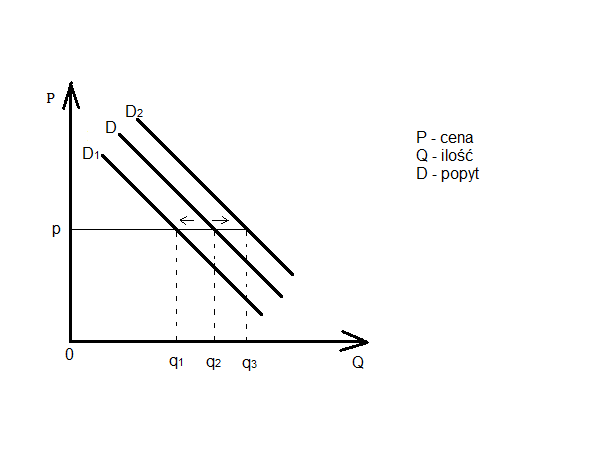 P
D2
D
D1
p
0
q1
q2
q3
Q
P - cena
Q - ilość
D - popyt